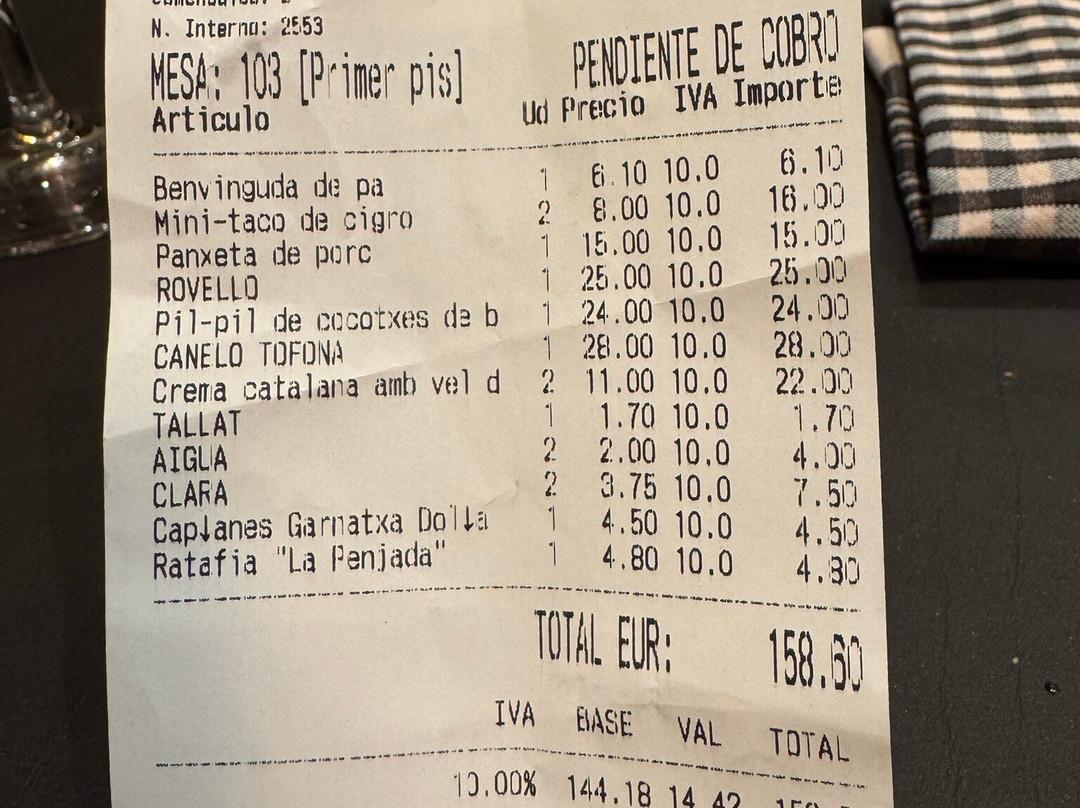 N. Interno: 2553
MESA: 103 [Primer pis] PENDIENTE DE COBRO
Articulo Ud Precio IVA Importe
Benvinguda de pa 1 6.10 10.0 6.10
Mini-taco de cigro 2 8.00 10.0 16.00
Panxeta de porc 1 15.00 10.0 15.00
ROVELLO 1 25.00 10.0 25.00
Pil-pil de cocotxes de b 1 24.00 10.0 24.00
CANELO TOFONA 1 28.00 10.0 28.00
Crema catalana amb vel d 2 11.00 10.0 22.00
TALLAT 1 1.70 10.0 1.70
AIGUA 2 2.00 10.0 4.00
CLARA 2 3.75 10.0 7.50
Garnatxa 1 4.50 10.0 4.50
Ratafia "La Penjada" 1 4.80 10.0 4.80
TOTAL EUR: 158.60
IVA BASE VAL TOTAL
10.00% 144.18 14.42